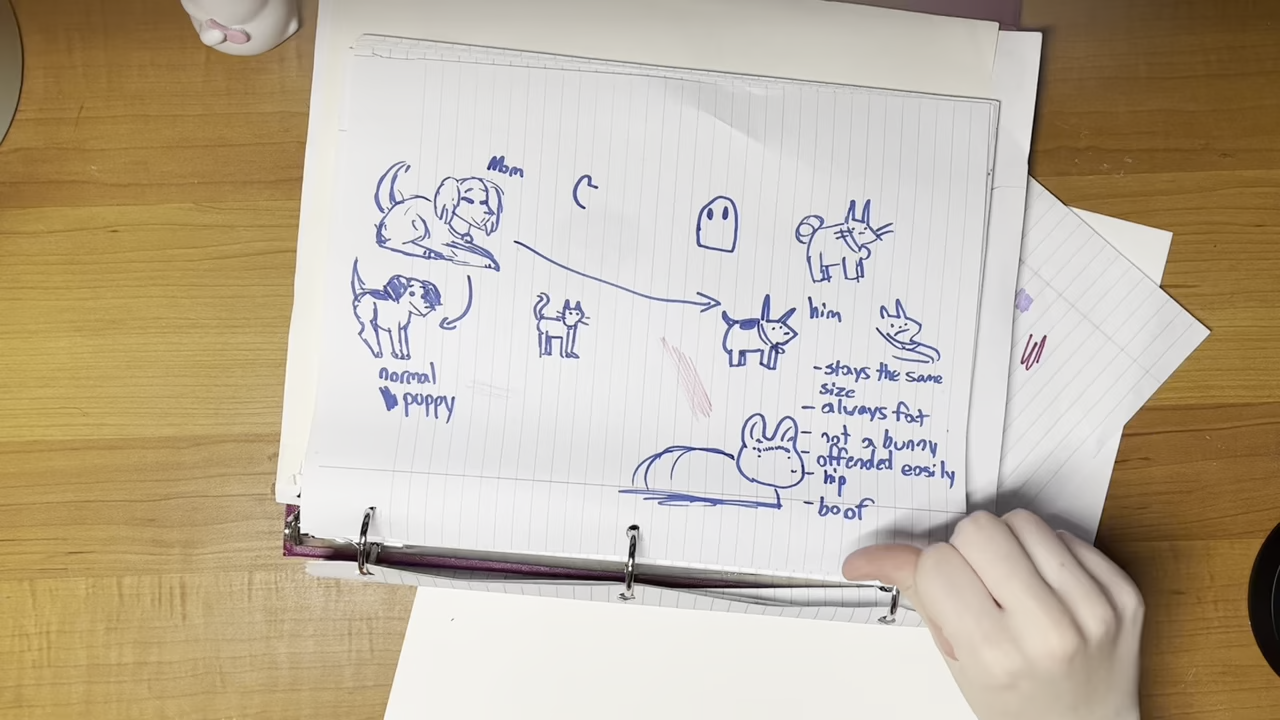 Mom
him
normal
puppy
-stays the same
size
- always fat
- not a bunny
- offended easily
- hip
- boof